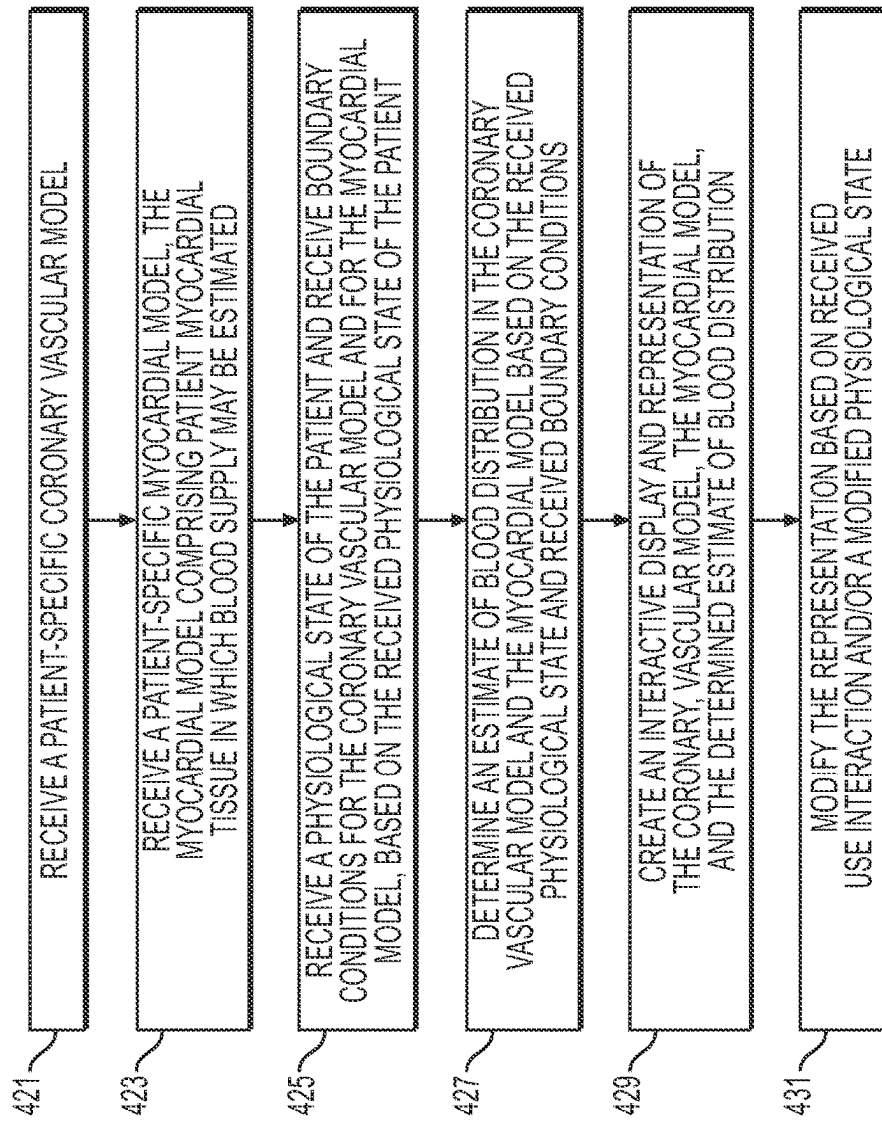 421
RECEIVE A PATIENT-SPECIFIC CORONARY VASCULAR MODEL
423
RECEIVE A PATIENT-SPECIFIC MYOCARDIAL MODEL, THE
MYOCARDIAL MODEL COMPRISING PATIENT MYOCARDIAL
TISSUE IN WHICH BLOOD SUPPLY MAY BE ESTIMATED
425
RECEIVE A PHYSIOLOGICAL STATE OF THE PATIENT AND RECEIVE BOUNDARY
CONDITIONS FOR THE CORONARY VASCULAR MODEL AND FOR THE MYOCARDIAL
MODEL, BASED ON THE RECEIVED PHYSIOLOGICAL STATE OF THE PATIENT
427
DETERMINE AN ESTIMATE OF BLOOD DISTRIBUTION IN THE CORONARY
VASCULAR MODEL AND THE MYOCARDIAL MODEL BASED ON THE RECEIVED
PHYSIOLOGICAL STATE AND RECEIVED BOUNDARY CONDITIONS
429
CREATE AN INTERACTIVE DISPLAY AND REPRESENTATION OF
THE CORONARY, VASCULAR MODEL, THE MYOCARDIAL MODEL,
AND THE DETERMINED ESTIMATE OF BLOOD DISTRIBUTION
431
MODIFY THE REPRESENTATION BASED ON RECEIVED
USE INTERACTION AND/OR A MODIFIED PHYSIOLOGICAL STATE